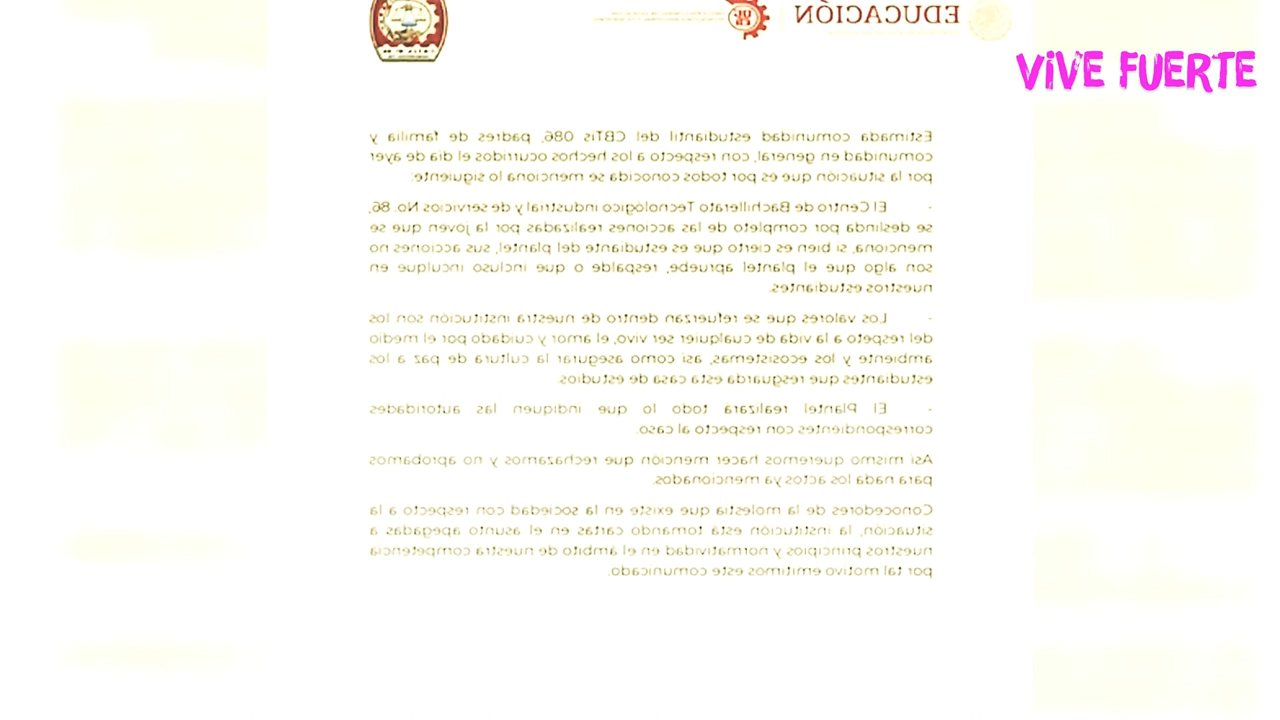 EDUCACIÓN
VIVE FUERTE
Estimada comunidad estudiantil del CBTis 086, padres de familia y
comunidad en general, con respecto a los hechos ocurridos el día de ayer
por la situación que es por todos conocida se menciona lo siguiente:
- El Centro de Bachillerato Tecnológico industrial y de servicios No. 86,
se deslinda por completo de las acciones realizadas por la joven que se
menciona, si bien es cierto que es estudiante del plantel, sus acciones no
son algo que el plantel apruebe, respalde o que incluso inculque en
nuestros estudiantes.
- Los valores que se refuerzan dentro de nuestra institución son los
del respeto a la vida de cualquier ser vivo, el amor y cuidado por el medio
ambiente y los ecosistemas, así como asegurar la cultura de paz a los
estudiantes que resguarda esta casa de estudios.
- El Plantel realizará todo lo que indiquen las autoridades
correspondientes con respecto al caso.
Así mismo queremos hacer mención que rechazamos y no aprobamos
para nada los actos ya mencionados.
Conocedores de la molestia que existe en la sociedad con respecto a la
situación, la institución está tomando cartas en el asunto apegadas a
nuestros principios y normatividad en el ámbito de nuestra competencia
por tal motivo emitimos este comunicado.